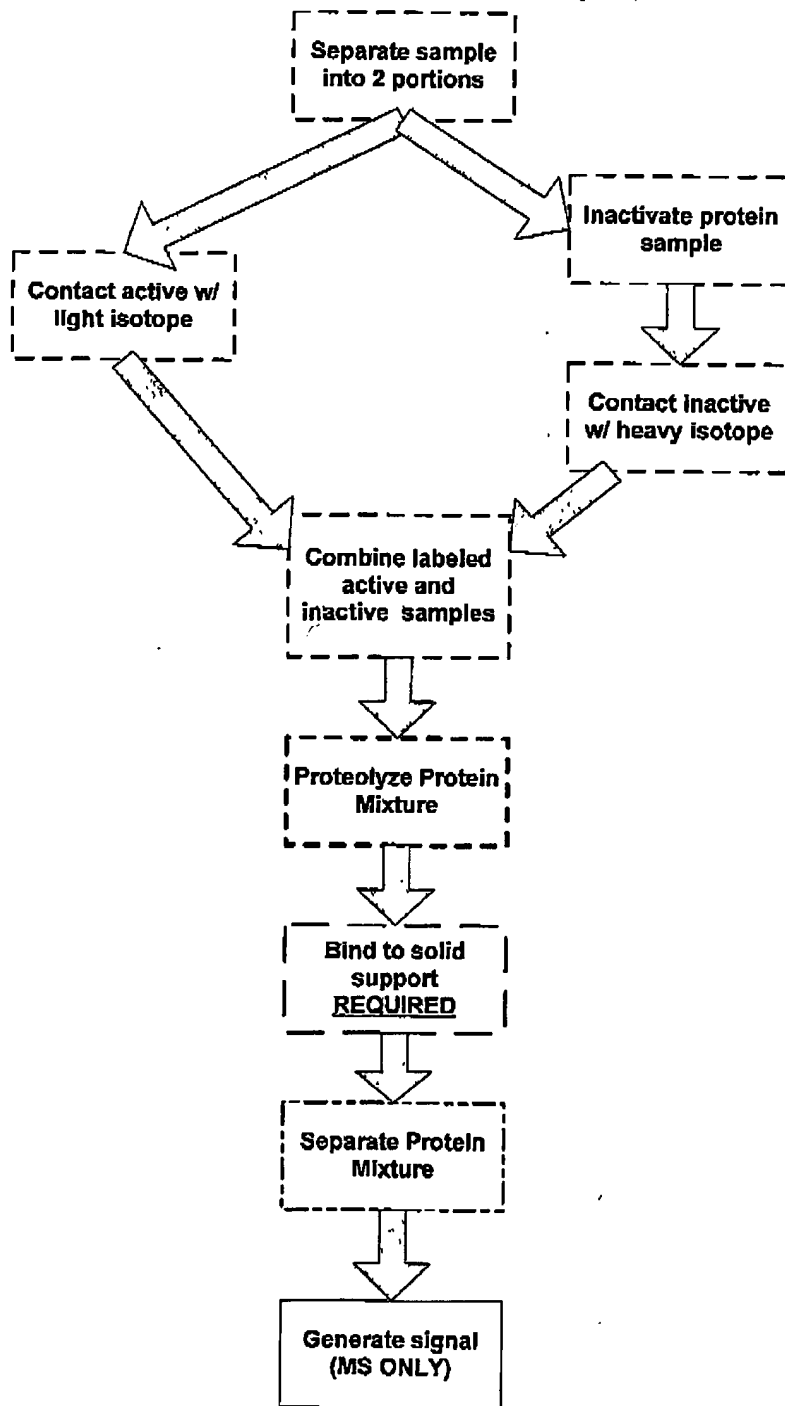 Separate sample
into 2 portions
Inactivate protein
sample
Contact active w/
light isotope
Contact inactive
w/ heavy isotope
Combine labeled
active and
inactive samples
Proteolyze Protein
Mixture
Bind to solid
support
REQUIRED
Separate Protein
Mixture
Generate signal
(MS ONLY)